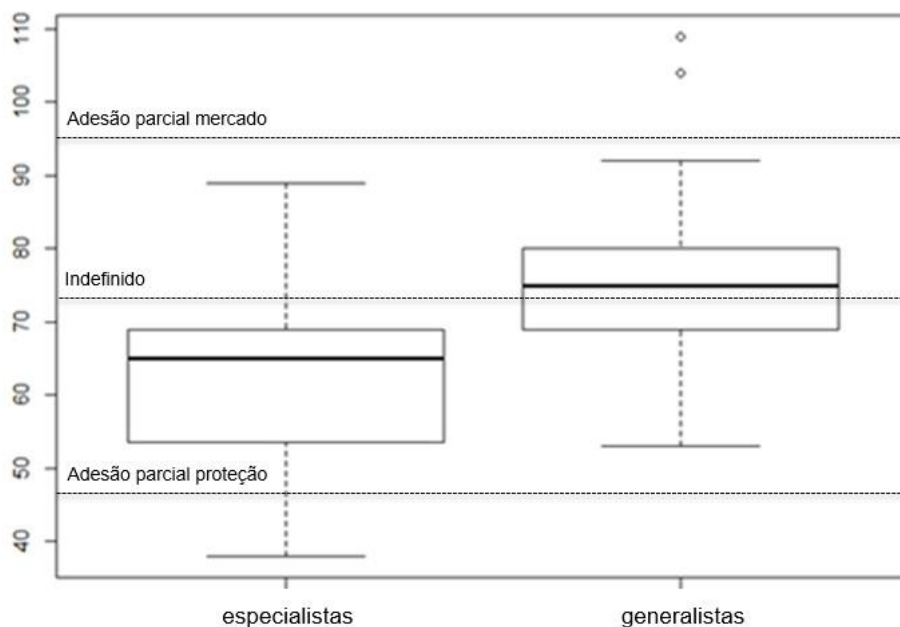 110
100
Adesão parcial mercado
90
80
Indefinido
70
60
50
Adesão parcial proteção
40
especialistas
generalistas